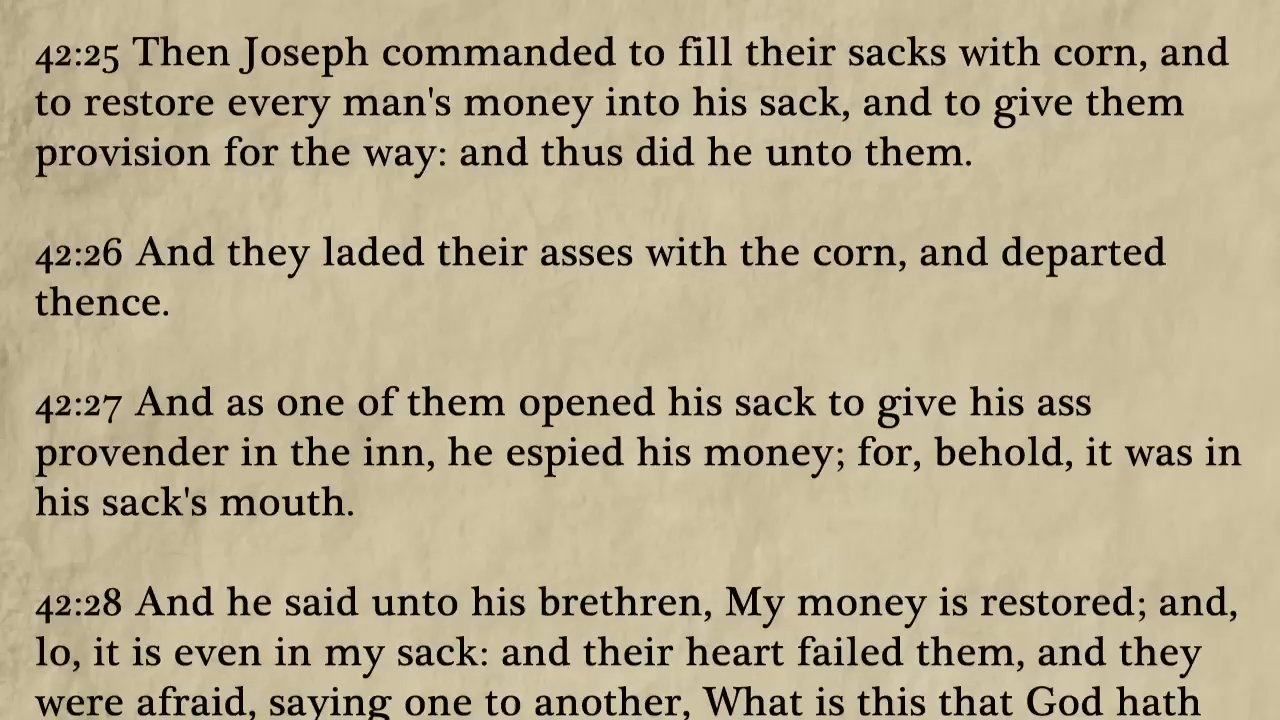 42:25 Then Joseph commanded to fill their sacks with corn, and
to restore every man's money into his sack, and to give them
provision for the way: and thus did he unto them.
42:26 And they laded their asses with the corn, and departed
thence.
42:27 And as one of them opened his sack to give his ass
provender in the inn, he espied his money; for, behold, it was in
his sack's mouth.
42:28 And he said unto his brethren, My money is restored; and,
lo, it is even in my sack: and their heart failed them, and they
were afraid, saying one to another, What is this that God hath